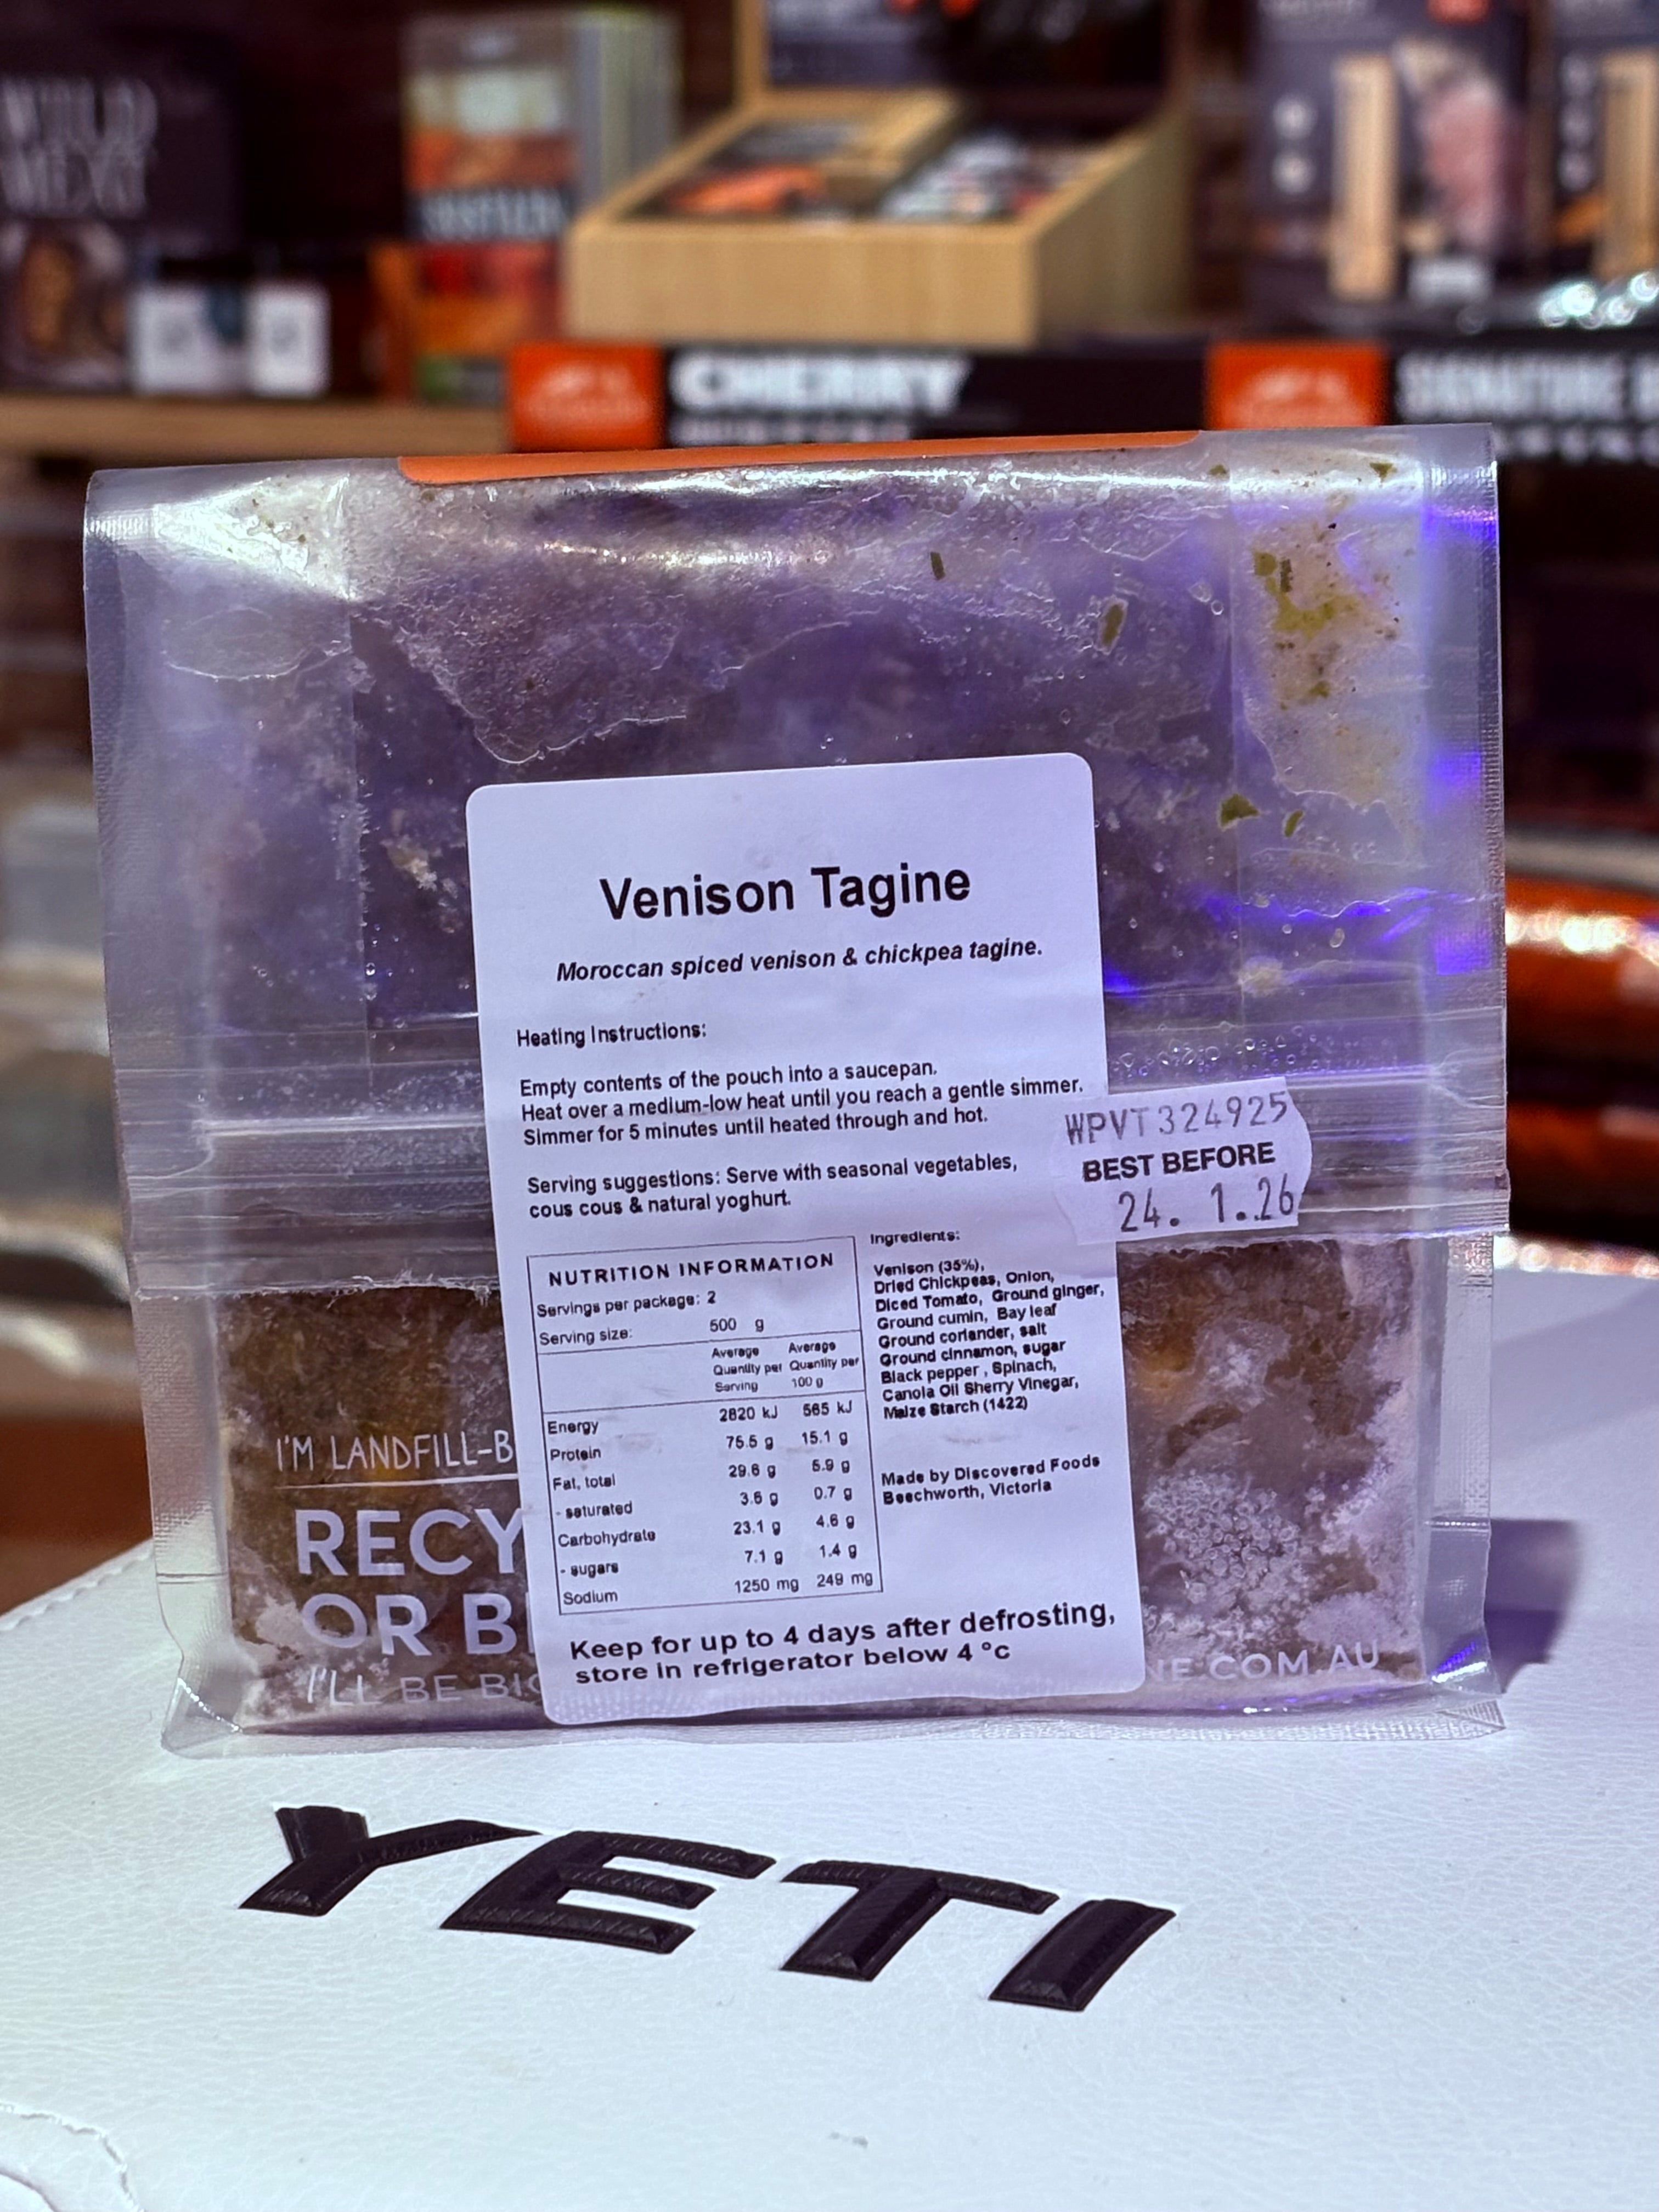 WILD
MEAT
CHERRY
SIGNATURE
Venison Tagine
Moroccan spiced venison & chickpea tagine.
Heating Instructions:
Empty contents of the pouch into a saucepan.
Heat over a medium-low heat until you reach a gentle simmer.
Simmer for 5 minutes until heated through and hot.
Serving suggestions: Serve with seasonal vegetables,
cous cous & natural yoghurt.
WPVT324925
BEST BEFORE
24. 1.26
NUTRITION INFORMATION
Servings per package: 2
Serving size: 500 g
Average Quantity per Serving
Average Quantity per 100 g
Energy 2820 kJ 565 kJ
Protein 75.5 g 15.1 g
Fat, total 29.6 g 5.9 g
- saturated 3.6 g 0.7 g
Carbohydrate 23.1 g 4.6 g
- sugars 7.1 g 1.4 g
Sodium 1250 mg 249 mg
Ingredients:
Venison (35%),
Dried Chickpeas, Onion,
Diced Tomato, Ground ginger,
Ground cumin, Bay leaf
Ground coriander, salt
Ground cinnamon, sugar
Black pepper , Spinach,
Canola Oil Sherry Vinegar,
Maize Starch (1422)
Made by Discovered Foods
Beechworth, Victoria
Keep for up to 4 days after defrosting,
store in refrigerator below 4 °c
I'M LANDFILL-B
RECY
OR B
I'LL BE BI
NE.COM.AU
YETI